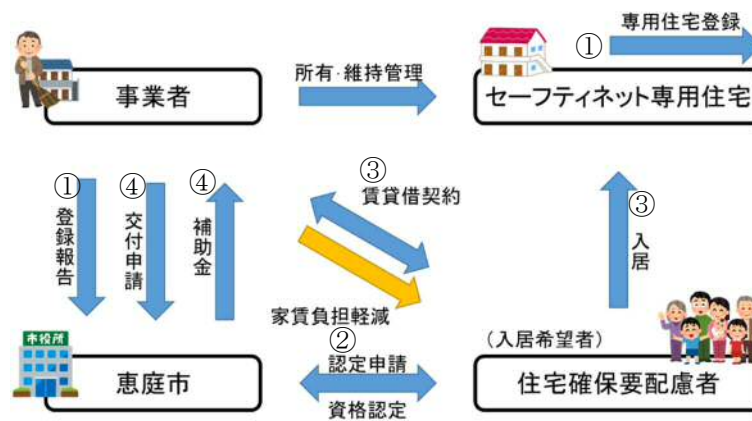 ①
専用住宅登録
事業者
所有・維持管理
セーフティネット専用住宅
①
登録報告
④
交付申請
④
補助金
③
賃貸借契約
③
入居
家賃負担軽減
市役所
恵庭市
②
認定申請
資格認定
(入居希望者)
住宅確保要配慮者